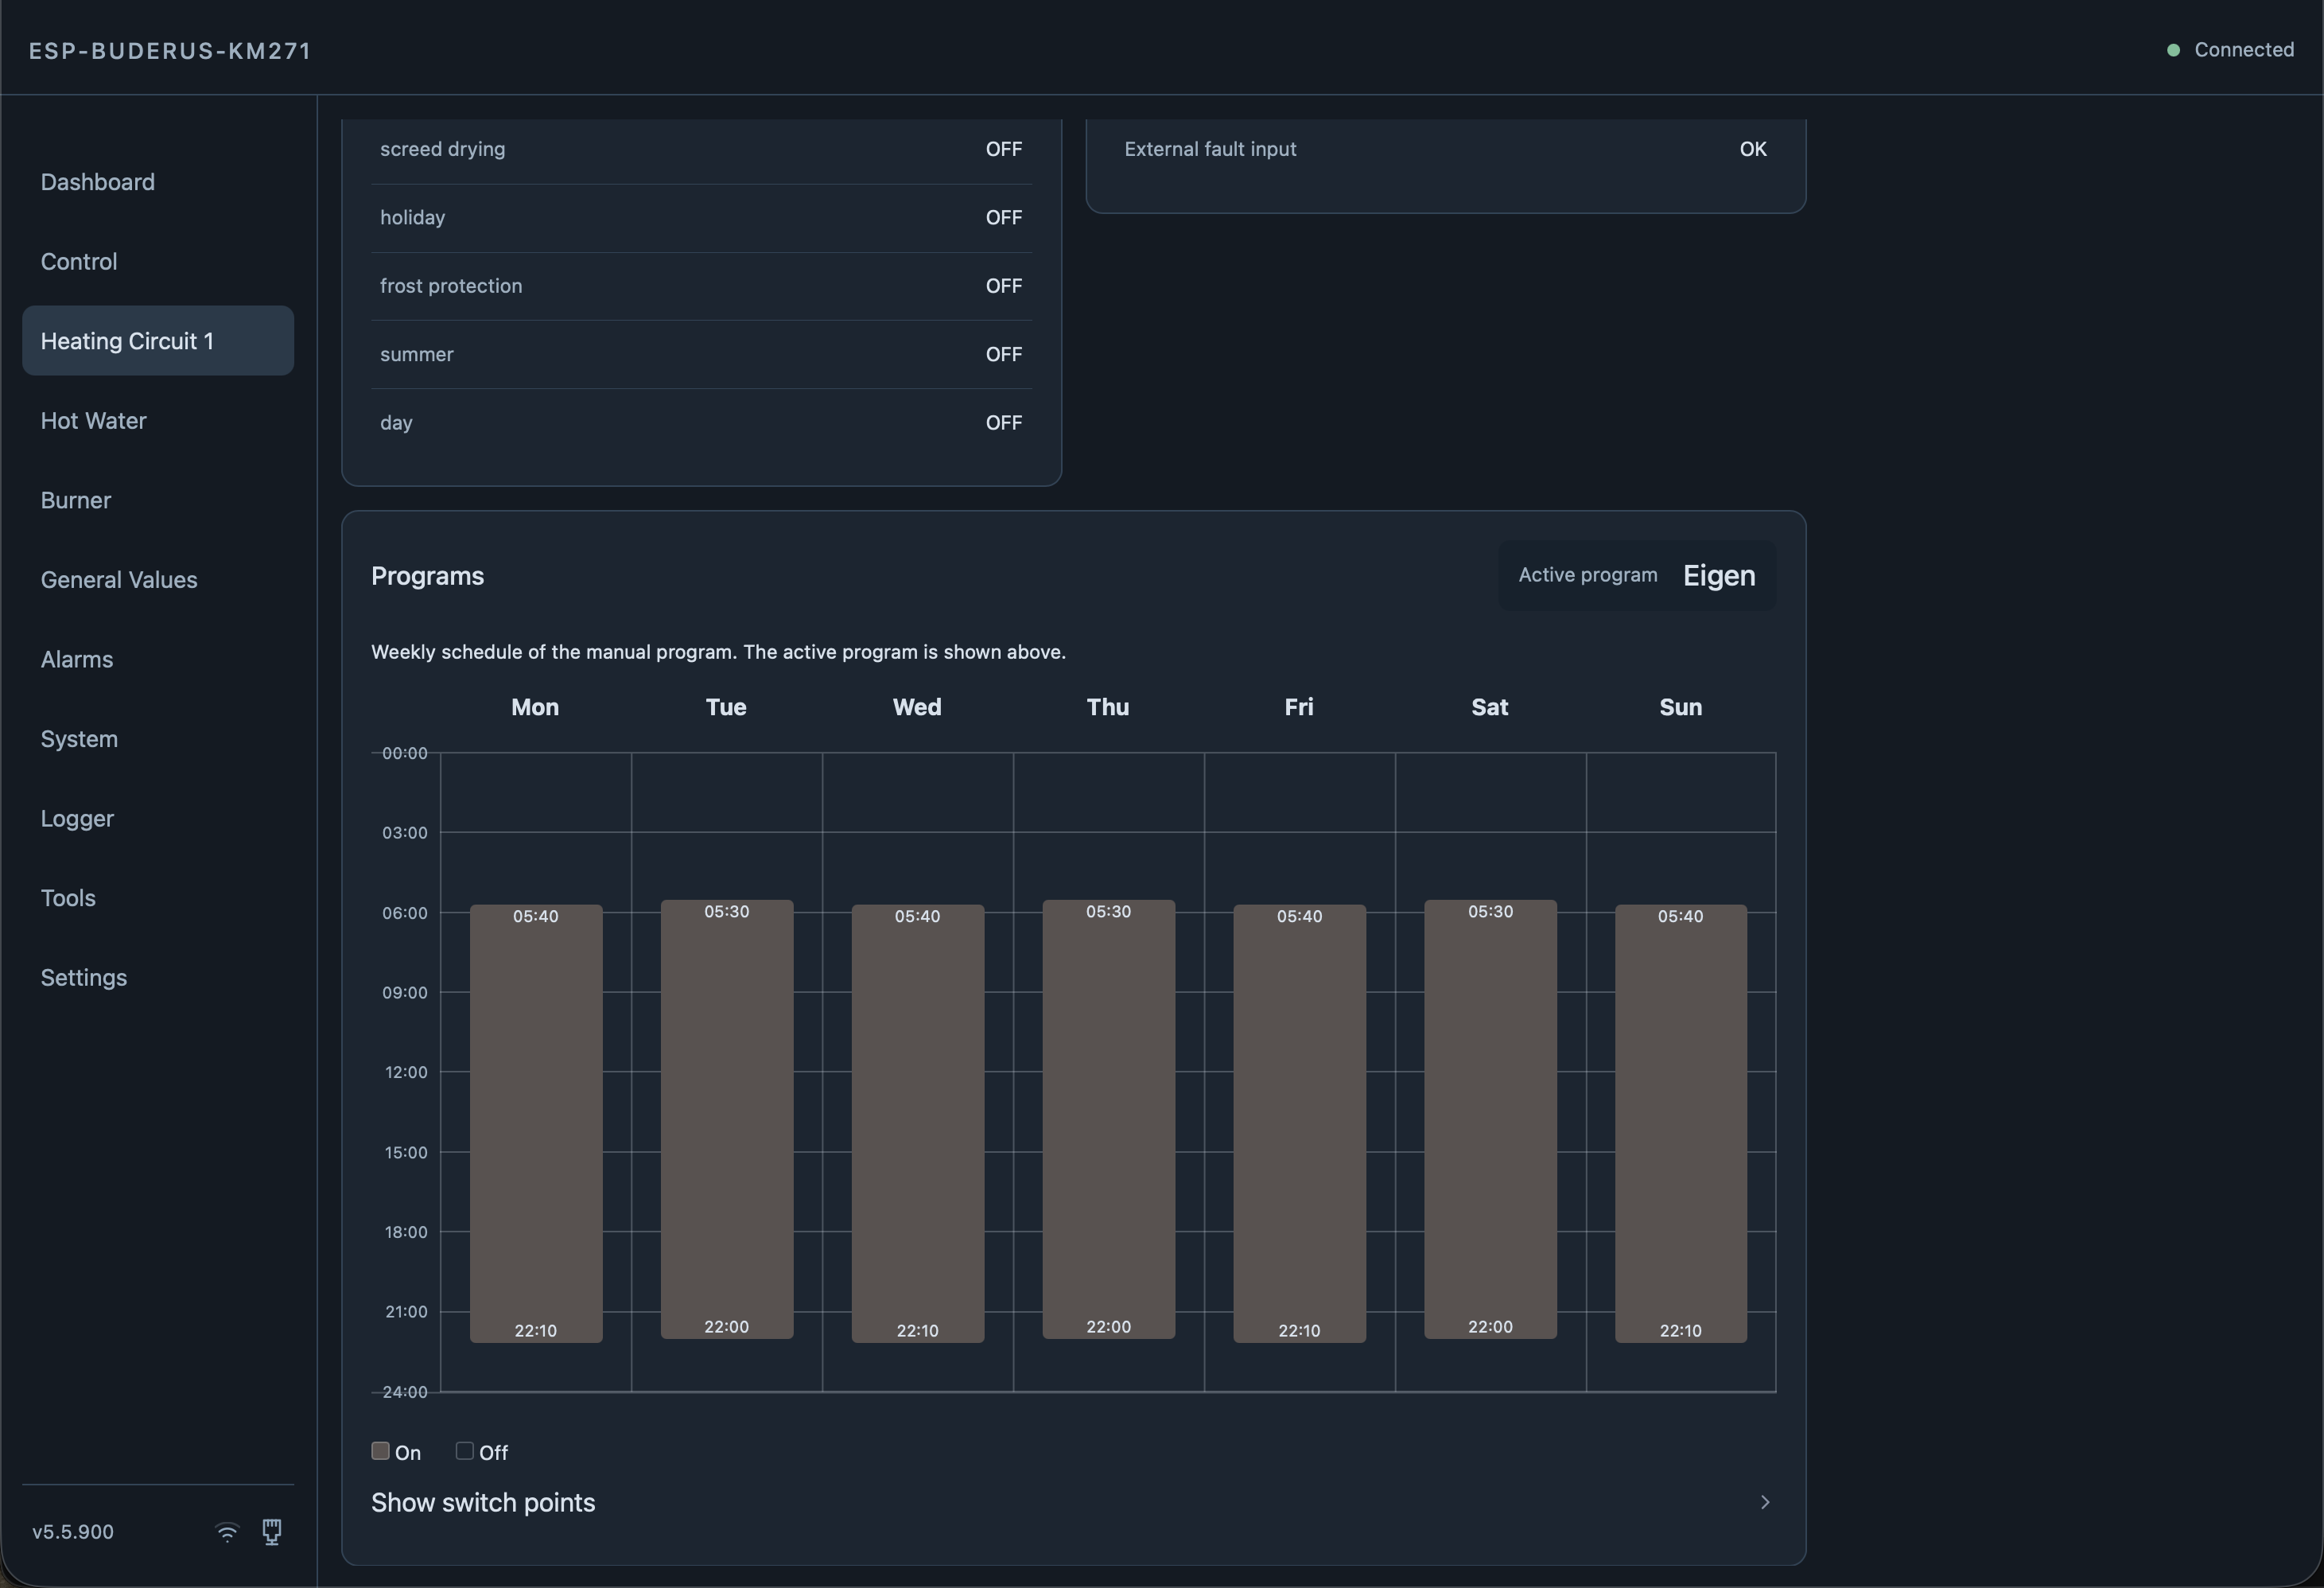 ESP-BUDERUS-KM271
Connected
Dashboard
Control
Heating Circuit 1
Hot Water
Burner
General Values
Alarms
System
Logger
Tools
Settings
v5.5.900
screed drying OFF
holiday OFF
frost protection OFF
summer OFF
day OFF
External fault input OK
Programs
Active program Eigen
Weekly schedule of the manual program. The active program is shown above.
Mon Tue Wed Thu Fri Sat Sun
00:00
03:00
06:00
09:00
12:00
15:00
18:00
21:00
24:00
05:40 05:30 05:40 05:30 05:40 05:30 05:40
22:10 22:00 22:10 22:00 22:10 22:00 22:10
On Off
Show switch points